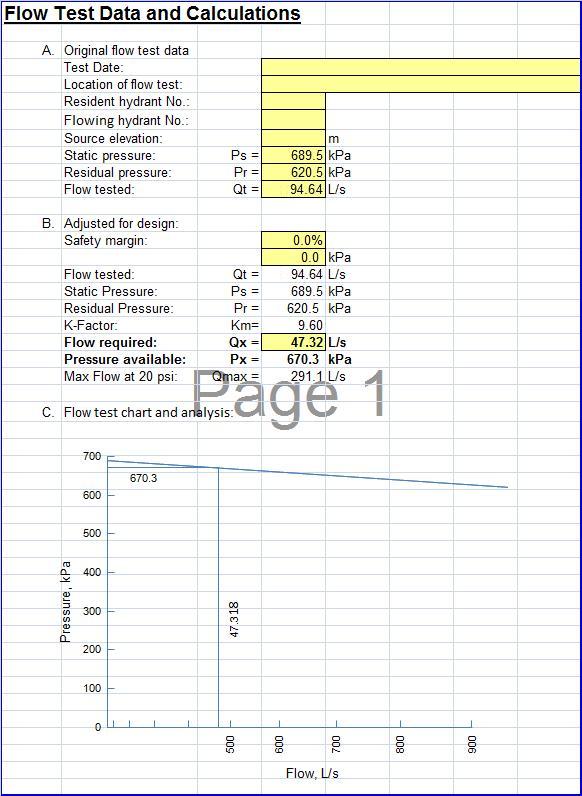 Flow Test Data and Calculations
A. Original flow test data
Test Date:
Location of flow test:
Resident hydrant No.:
Flowing hydrant No.:
Source elevation: m
Static pressure: Ps = 689.5 kPa
Residual pressure: Pr = 620.5 kPa
Flow tested: Qt = 94.64 L/s
B. Adjusted for design:
Safety margin: 0.0%
0.0 kPa
Flow tested: Qt = 94.64 L/s
Static Pressure: Ps = 689.5 kPa
Residual Pressure: Pr = 620.5 kPa
K-Factor: Km= 9.60
Flow required: Qx = 47.32 L/s
Pressure available: Px = 670.3 kPa
Max Flow at 20 psi: Qmax = 291.1 L/s
Page 1
C. Flow test chart and analysis:
700
670.3
600
500
400
Pressure, kPa
300
47.318
200
100
0
500 600 700 800 900
Flow, L/s